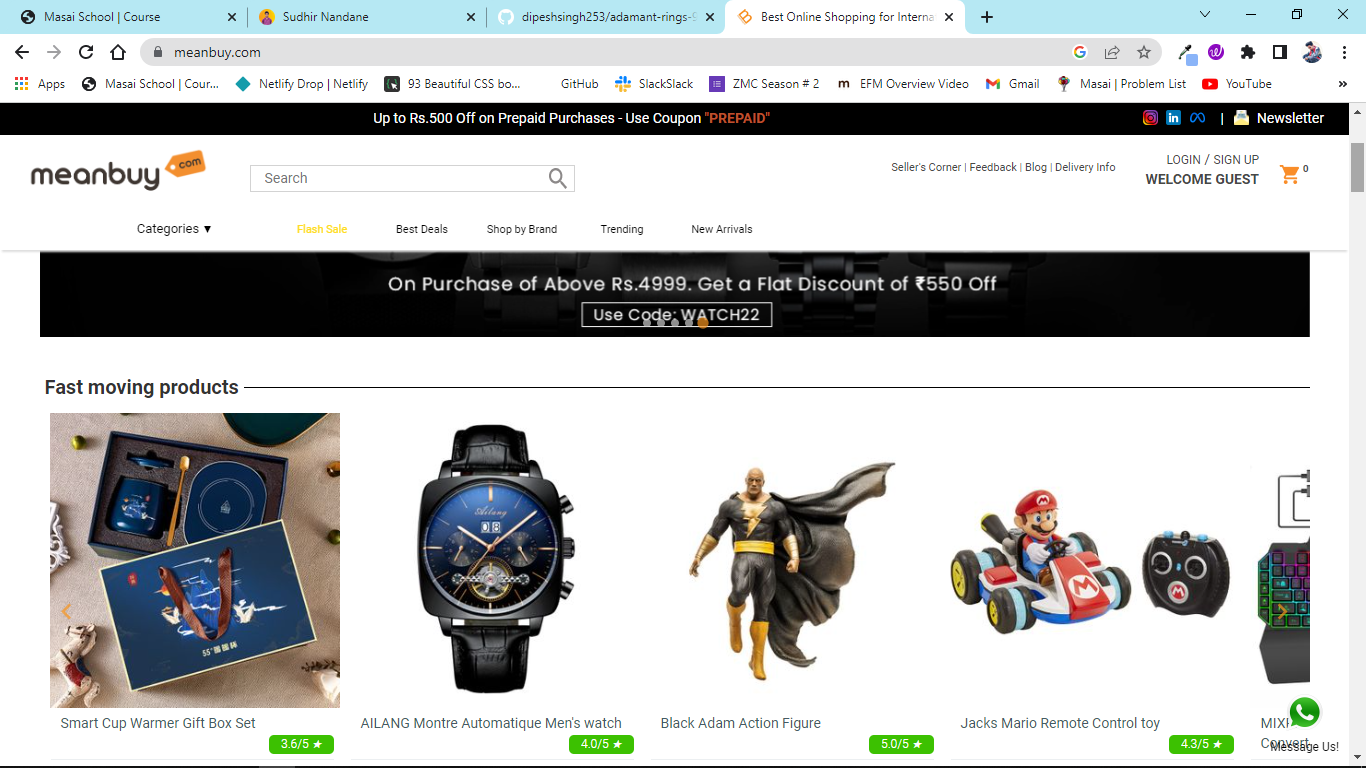 Masai School | Course
Sudhir Nandane
dipeshsingh253/adamant-rings-9
Best Online Shopping for Interna
meanbuy.com
Apps
Masai School | Cour...
Netlify Drop | Netlify
93 Beautiful CSS bo...
GitHub
SlackSlack
ZMC Season # 2
EFM Overview Video
Gmail
Masai | Problem List
YouTube
»
Up to Rs.500 Off on Prepaid Purchases - Use Coupon "PREPAID"
| Newsletter
meanbuy.com
Search
Seller's Corner | Feedback | Blog | Delivery Info
LOGIN / SIGN UP
WELCOME GUEST
0
Categories ▼
Flash Sale
Best Deals
Shop by Brand
Trending
New Arrivals
On Purchase of Above Rs.4999. Get a Flat Discount of ₹550 Off
Use Code: WATCH22
Fast moving products
Ailang
08
M
M
M
Smart Cup Warmer Gift Box Set
3.6/5 ★
AILANG Montre Automatique Men's watch
4.0/5 ★
Black Adam Action Figure
5.0/5 ★
Jacks Mario Remote Control toy
4.3/5 ★
Convert
Message Us!